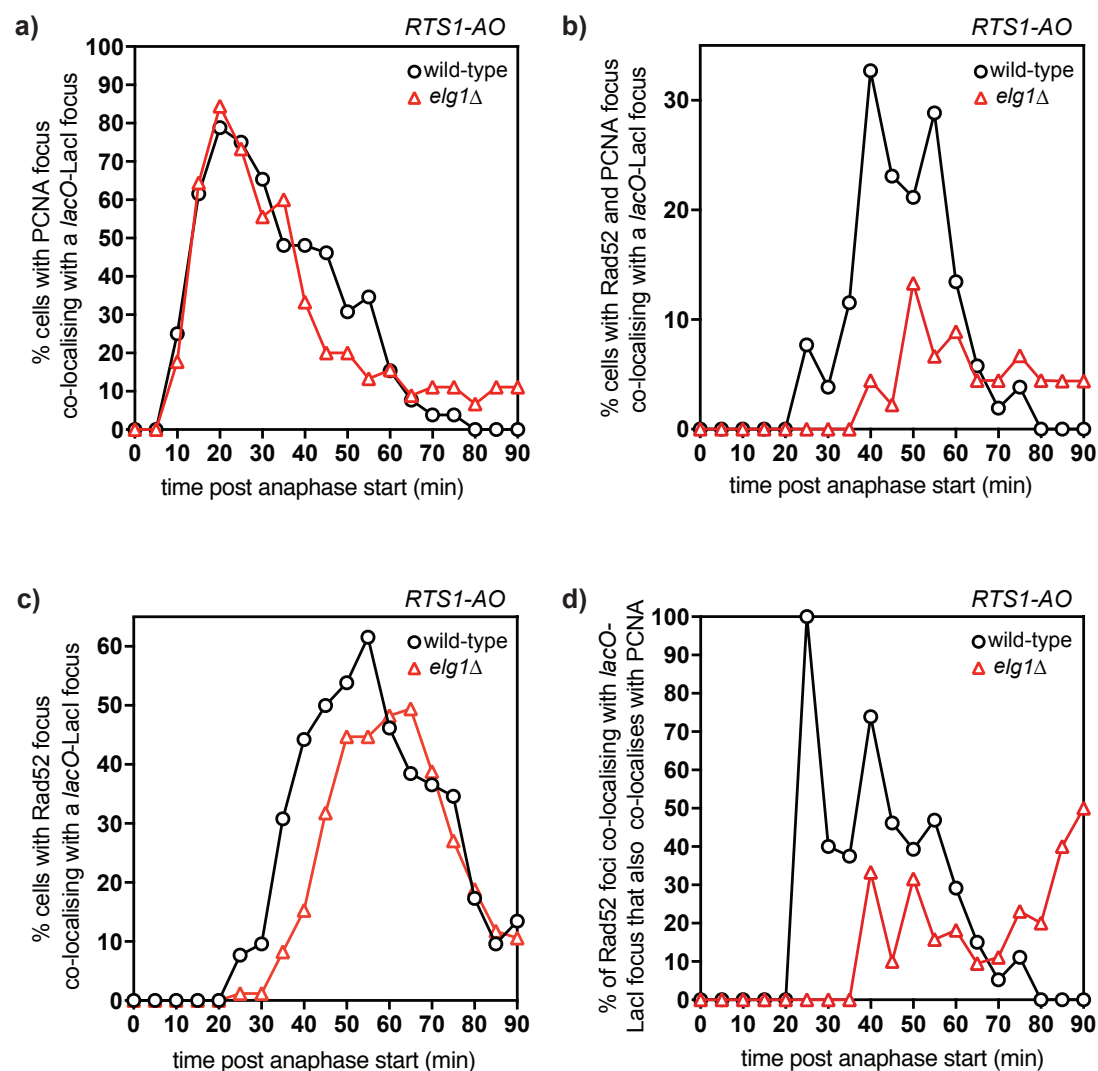 a)
RTS1-AO
wild-type
elg1Δ
% cells with PCNA focus
co-localising with a lacO-LacI focus
100
90
80
70
60
50
40
30
20
10
0
0 10 20 30 40 50 60 70 80 90
time post anaphase start (min)
b)
RTS1-AO
wild-type
elg1Δ
% cells with Rad52 and PCNA focus
co-localising with a lacO-LacI focus
30
20
10
0
0 10 20 30 40 50 60 70 80 90
time post anaphase start (min)
c)
RTS1-AO
wild-type
elg1Δ
% cells with Rad52 focus
co-localising with a lacO-LacI focus
60
50
40
30
20
10
0
0 10 20 30 40 50 60 70 80 90
time post anaphase start (min)
d)
RTS1-AO
wild-type
elg1Δ
% of Rad52 foci co-localising with lacO-
LacI focus that also co-localises with PCNA
100
90
80
70
60
50
40
30
20
10
0
0 10 20 30 40 50 60 70 80 90
time post anaphase start (min)